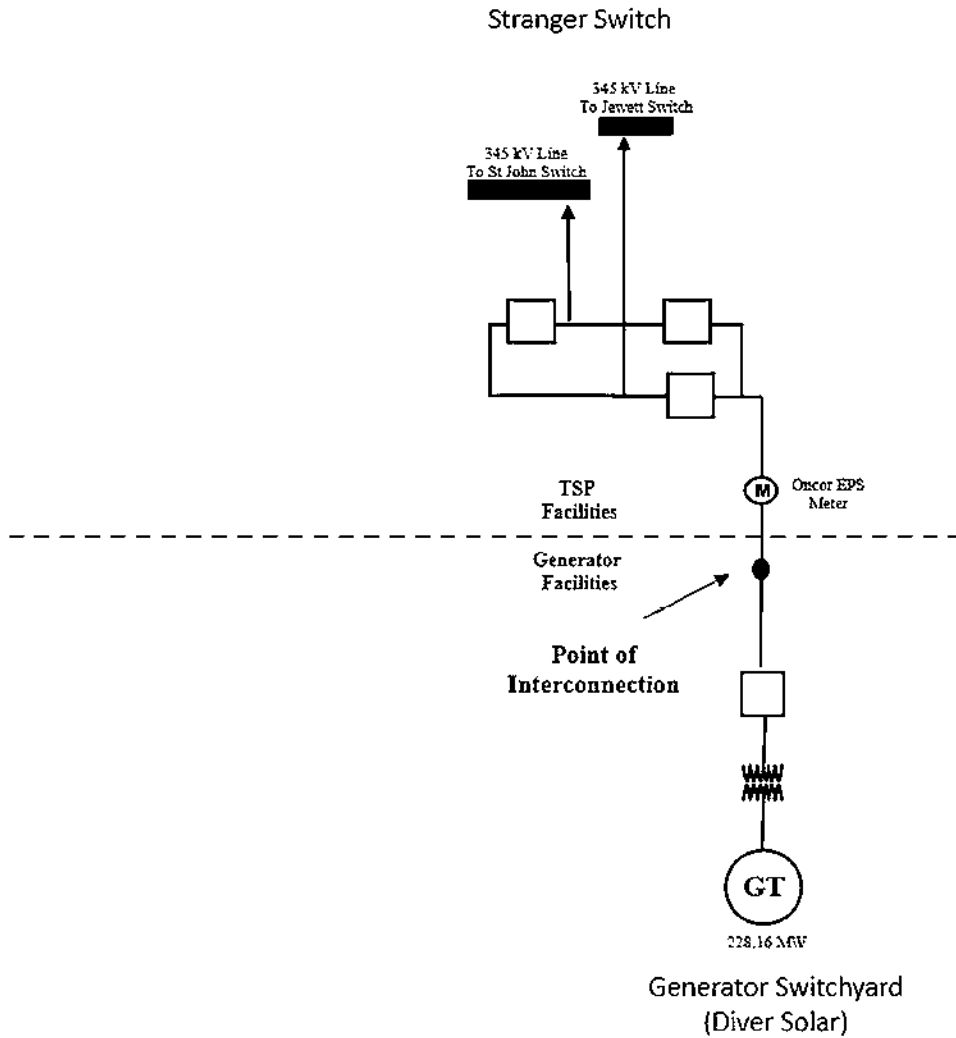 Stranger Switch
345 kV Line
To Jewett Switch
345 kV Line
To St John Switch
M
Oncor EPS
Meter
TSP
Facilities
Generator
Facilities
Point of
Interconnection
GT
228.16 MW
Generator Switchyard
(Diver Solar)